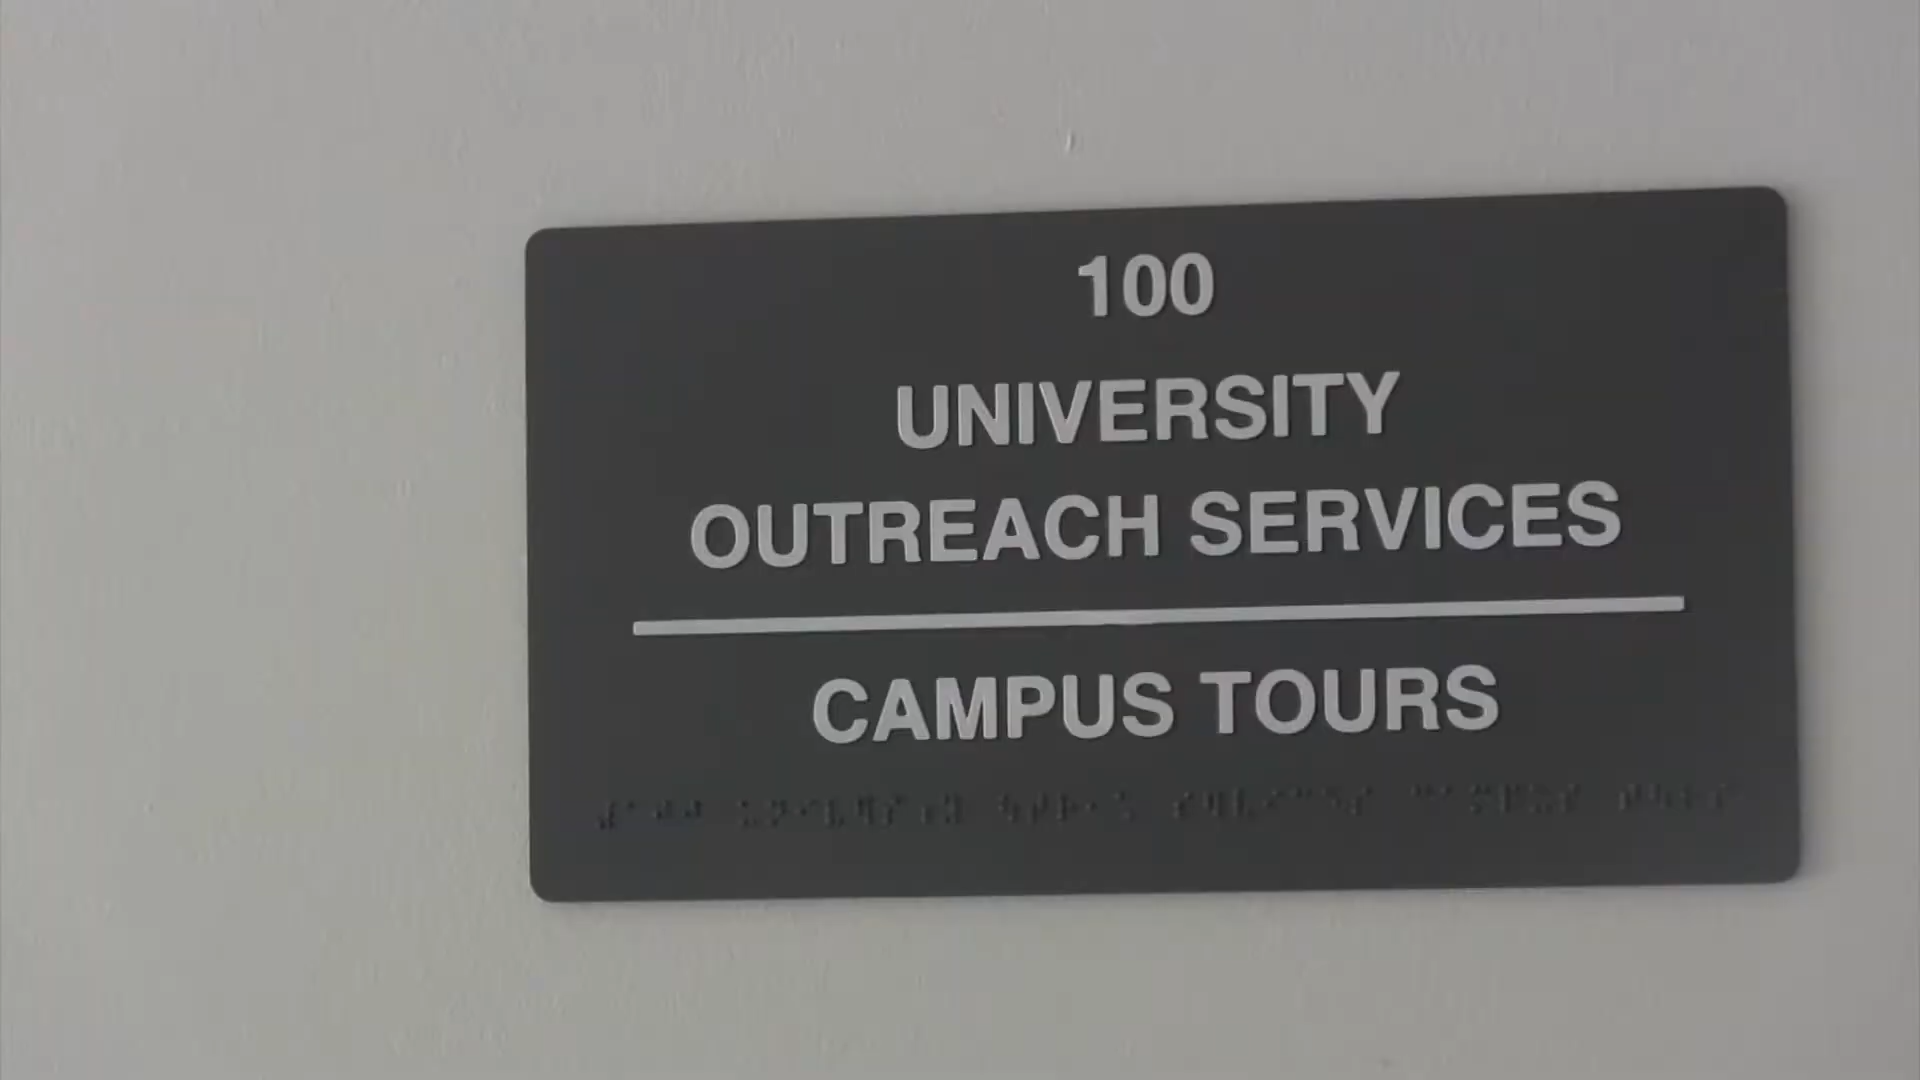 100
UNIVERSITY
OUTREACH SERVICES
CAMPUS TOURS